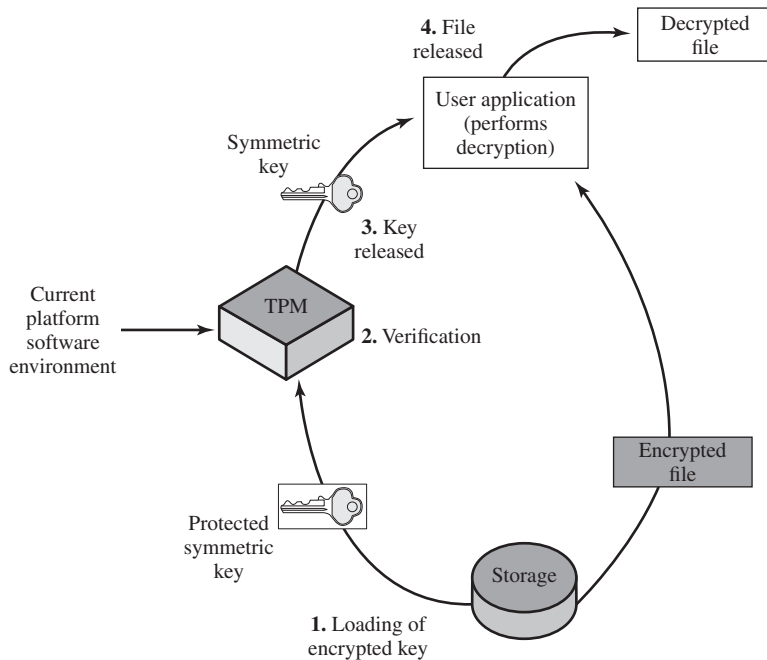 4. File
released
Decrypted
file
User application
(performs
decryption)
Symmetric
key
3. Key
released
TPM
Current
platform
software
environment
2. Verification
Encrypted
file
Protected
symmetric
key
Storage
1. Loading of
encrypted key